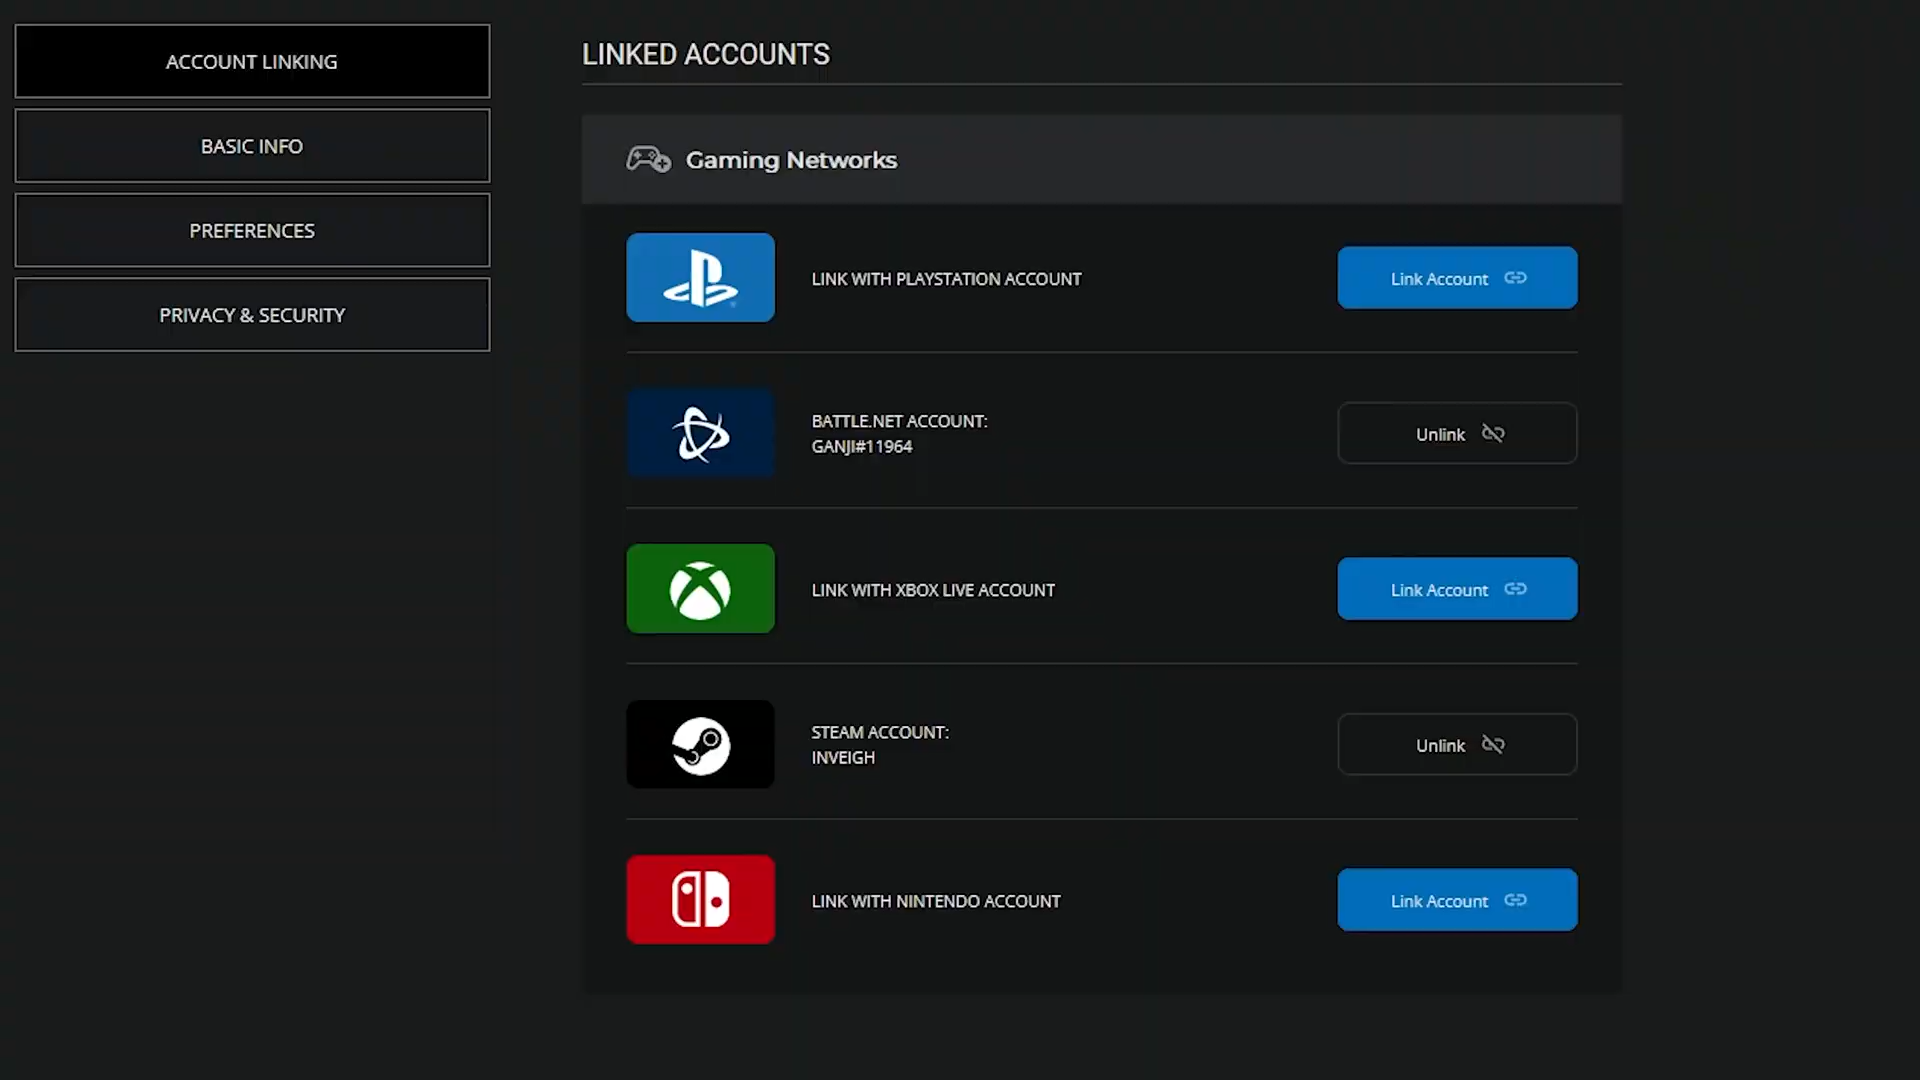 ACCOUNT LINKING
BASIC INFO
PREFERENCES
PRIVACY & SECURITY
LINKED ACCOUNTS
Gaming Networks
LINK WITH PLAYSTATION ACCOUNT
Link Account
BATTLE.NET ACCOUNT:
GANJI#11964
Unlink
LINK WITH XBOX LIVE ACCOUNT
Link Account
STEAM ACCOUNT:
INVEIGH
Unlink
LINK WITH NINTENDO ACCOUNT
Link Account